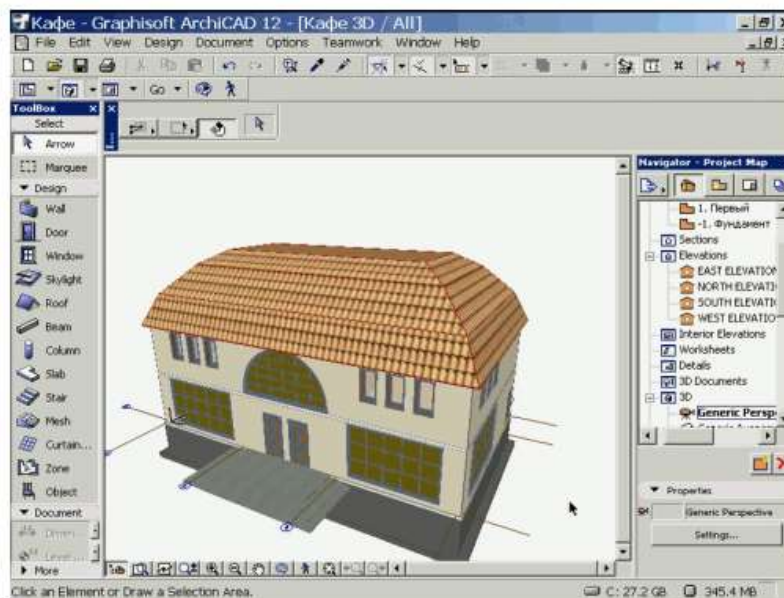 Кафе - Graphisoft ArchiCAD 12 - [Кафе 3D / All]
File Edit View Design Document Options Teamwork Window Help
Go
ToolBox
Select
Arrow
Marquee
Design
Wall
Door
Window
Skylight
Roof
Beam
Column
Slab
Stair
Mesh
Curtain...
Zone
Object
Document
More
Navigator - Project Map
1. Первый
-1. Фундамент
Sections
Elevations
EAST ELEVATION
NORTH ELEVATI
SOUTH ELEVATI
WEST ELEVATIO
Interior Elevations
Worksheets
Details
3D Documents
3D
Generic Persp
Properties
Generic Perspective
Settings...
Click an Element or Draw a Selection Area.
C: 27.2 GB
345.4 MB